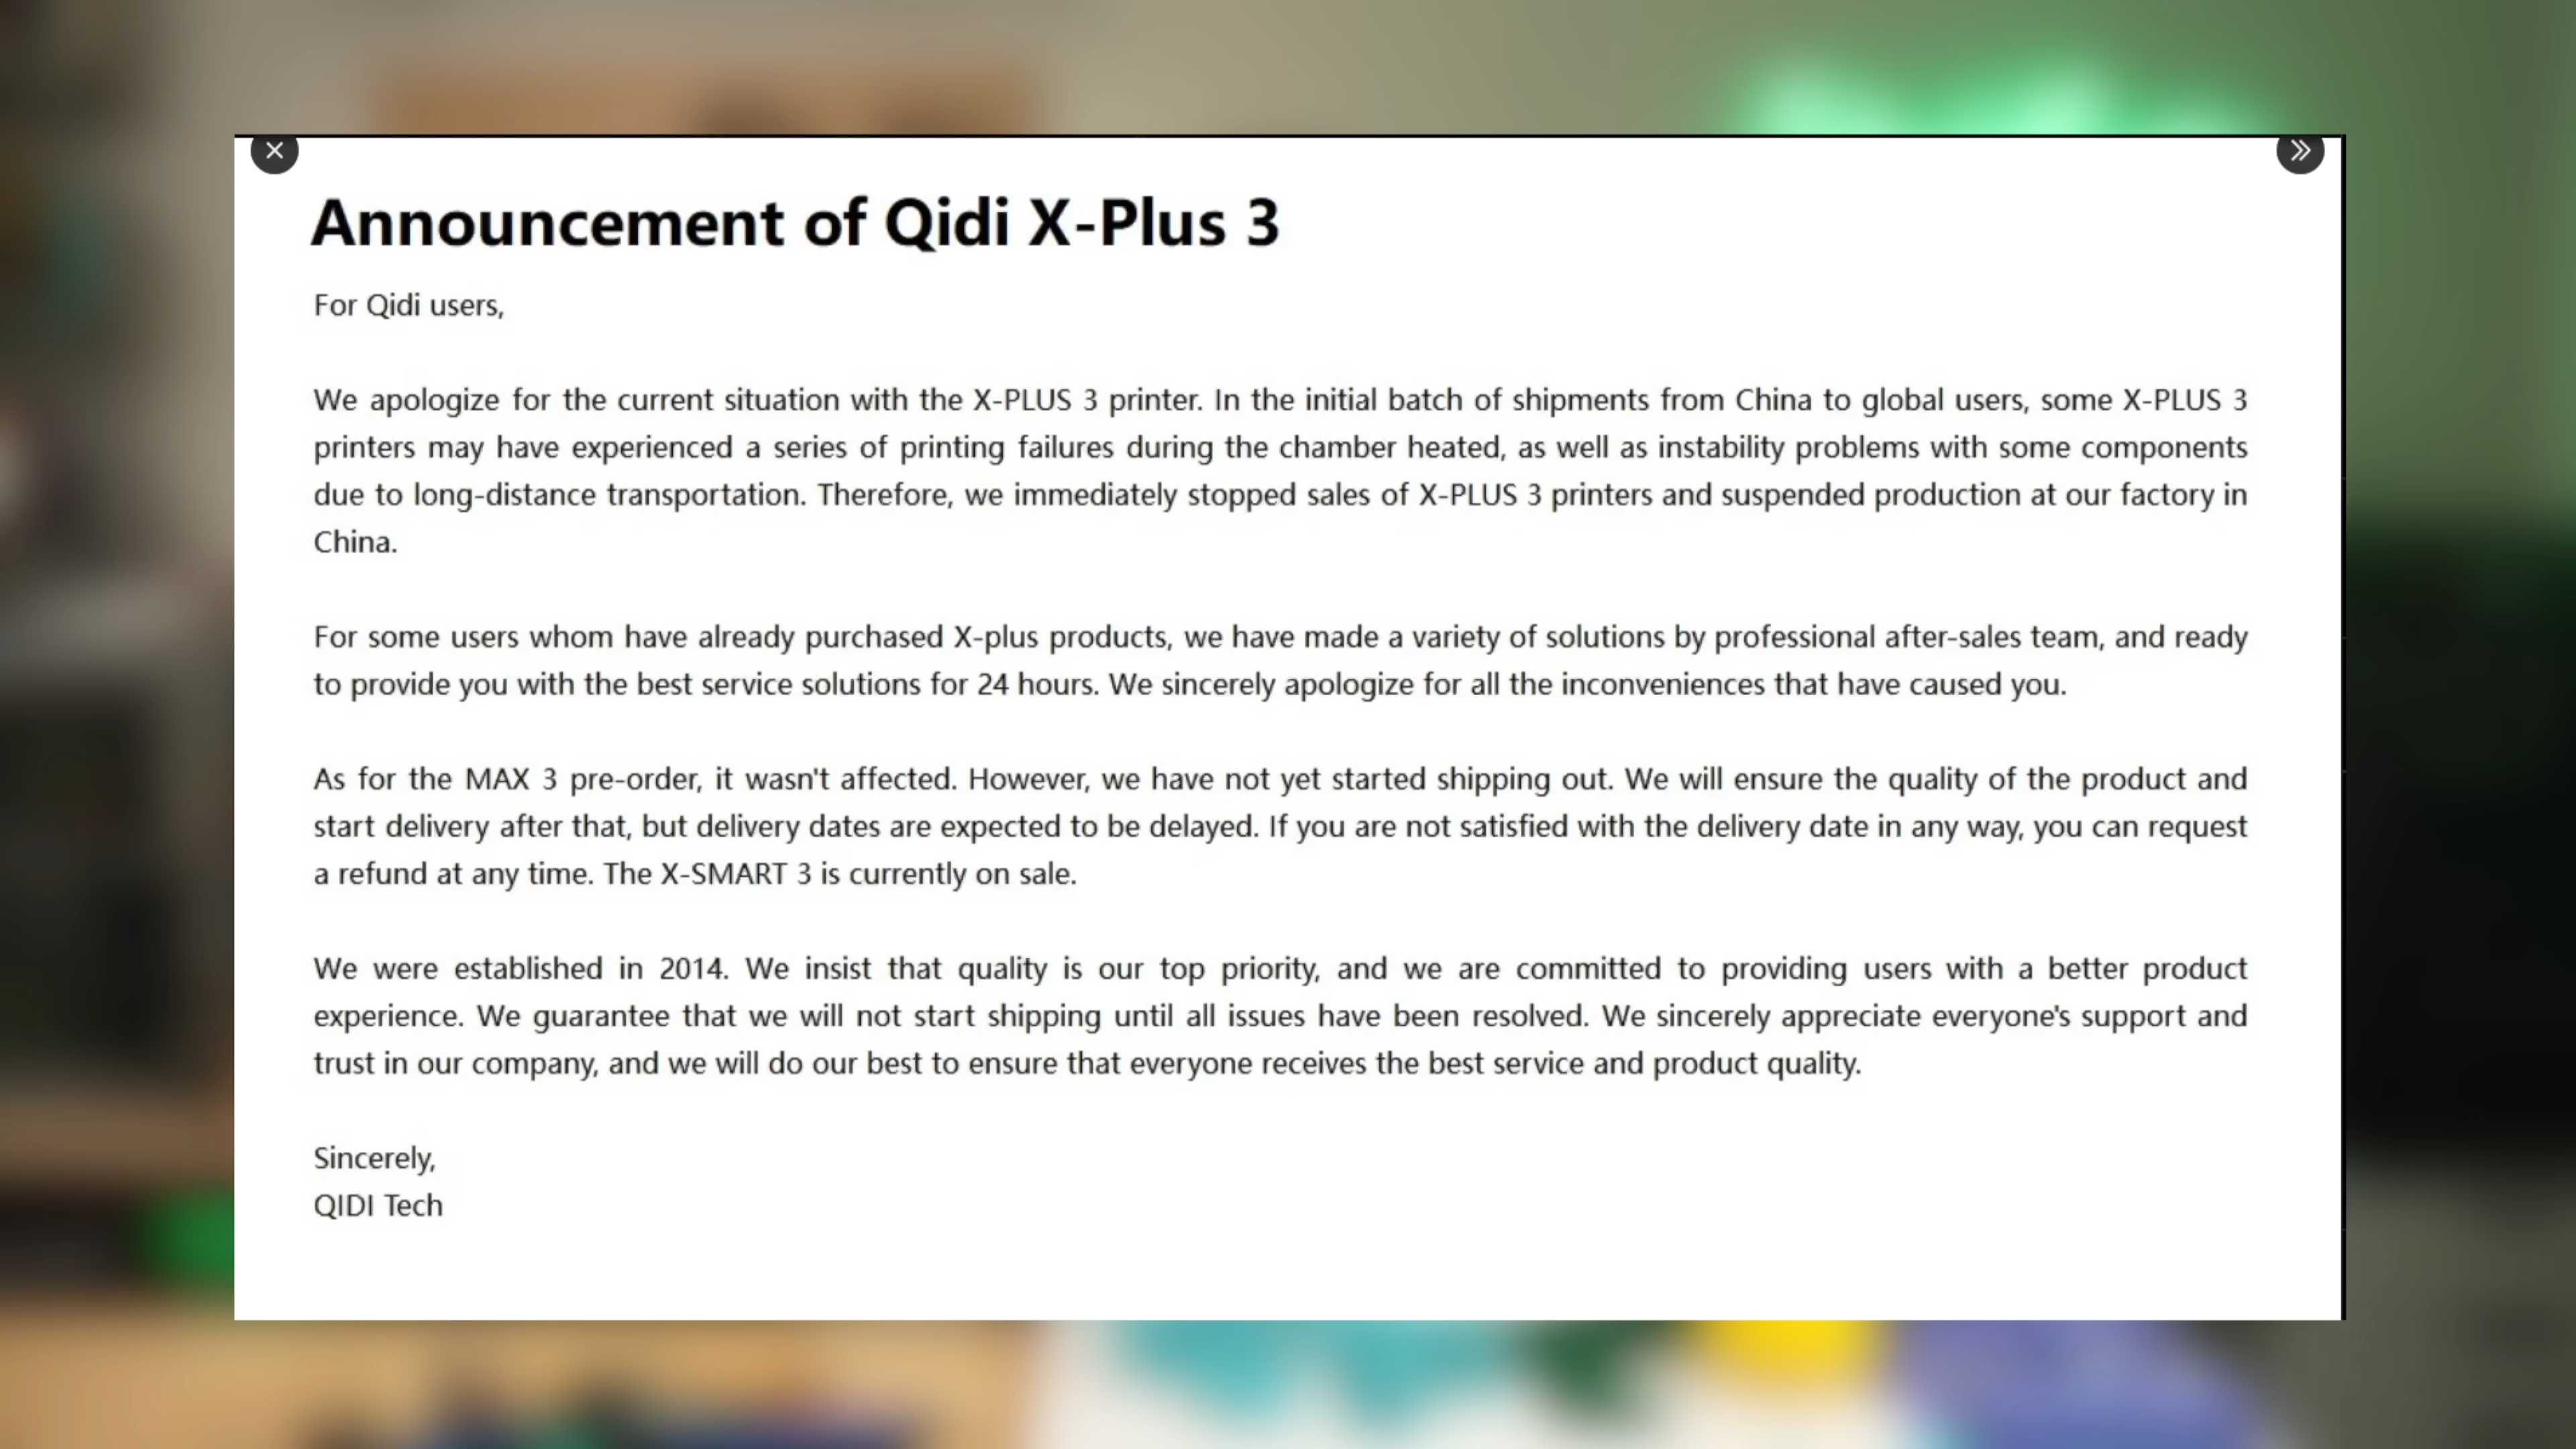 Announcement of Qidi X-Plus 3
For Qidi users,
We apologize for the current situation with the X-PLUS 3 printer. In the initial batch of shipments from China to global users, some X-PLUS 3
printers may have experienced a series of printing failures during the chamber heated, as well as instability problems with some components
due to long-distance transportation. Therefore, we immediately stopped sales of X-PLUS 3 printers and suspended production at our factory in
China.
For some users whom have already purchased X-plus products, we have made a variety of solutions by professional after-sales team, and ready
to provide you with the best service solutions for 24 hours. We sincerely apologize for all the inconveniences that have caused you.
As for the MAX 3 pre-order, it wasn't affected. However, we have not yet started shipping out. We will ensure the quality of the product and
start delivery after that, but delivery dates are expected to be delayed. If you are not satisfied with the delivery date in any way, you can request
a refund at any time. The X-SMART 3 is currently on sale.
We were established in 2014. We insist that quality is our top priority, and we are committed to providing users with a better product
experience. We guarantee that we will not start shipping until all issues have been resolved. We sincerely appreciate everyone's support and
trust in our company, and we will do our best to ensure that everyone receives the best service and product quality.
Sincerely,
QIDI Tech